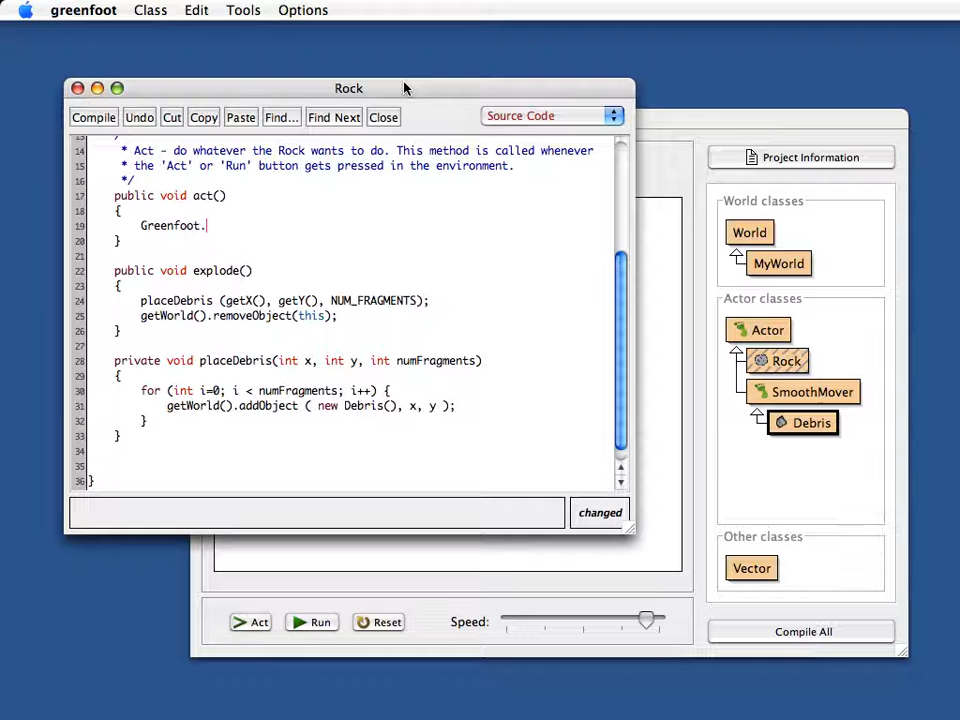 greenfoot Class Edit Tools Options
Rock
Compile Undo Cut Copy Paste Find... Find Next Close Source Code
14 * Act - do whatever the Rock wants to do. This method is called whenever
15 * the 'Act' or 'Run' button gets pressed in the environment.
16 */
17 public void act()
18 {
19 Greenfoot.
20 }
21
22 public void explode()
23 {
24 placeDebris (getX(), getY(), NUM_FRAGMENTS);
25 getWorld().removeObject(this);
26 }
27
28 private void placeDebris(int x, int y, int numFragments)
29 {
30 for (int i=0; i < numFragments; i++) {
31 getWorld().addObject ( new Debris(), x, y );
32 }
33 }
34
35
36 }
changed
Project Information
World classes
World
MyWorld
Actor classes
Actor
Rock
SmoothMover
Debris
Other classes
Vector
Act Run Reset Speed:
Compile All